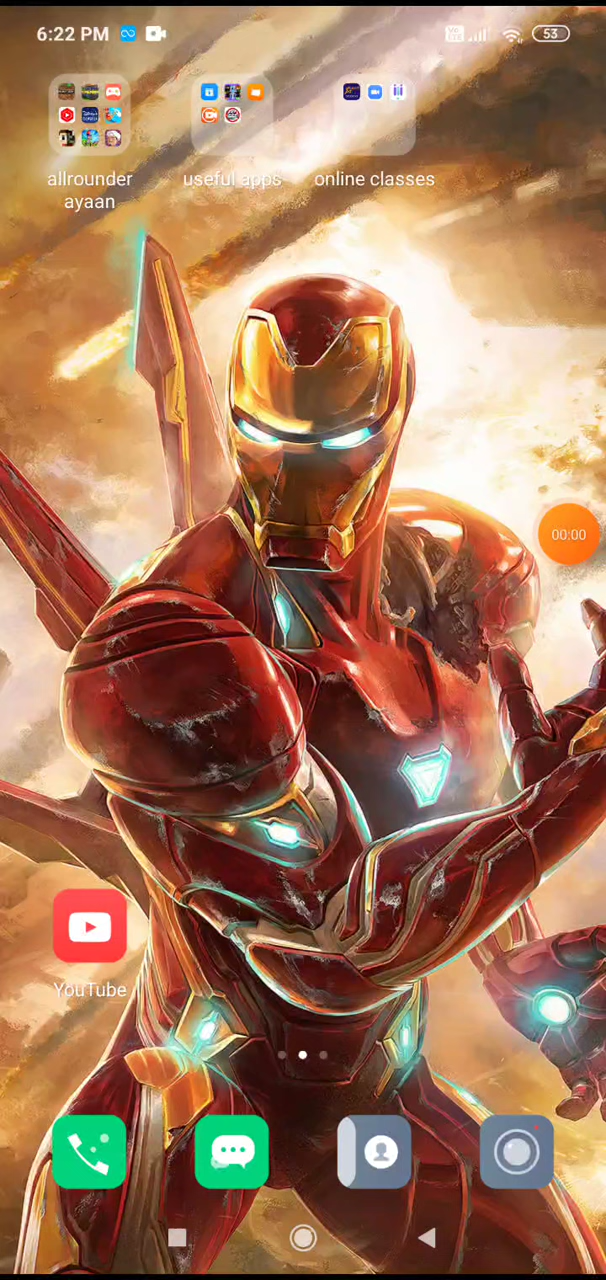 6:22 PM
53
allrounder
ayaan
useful apps
online classes
00:00
YouTube